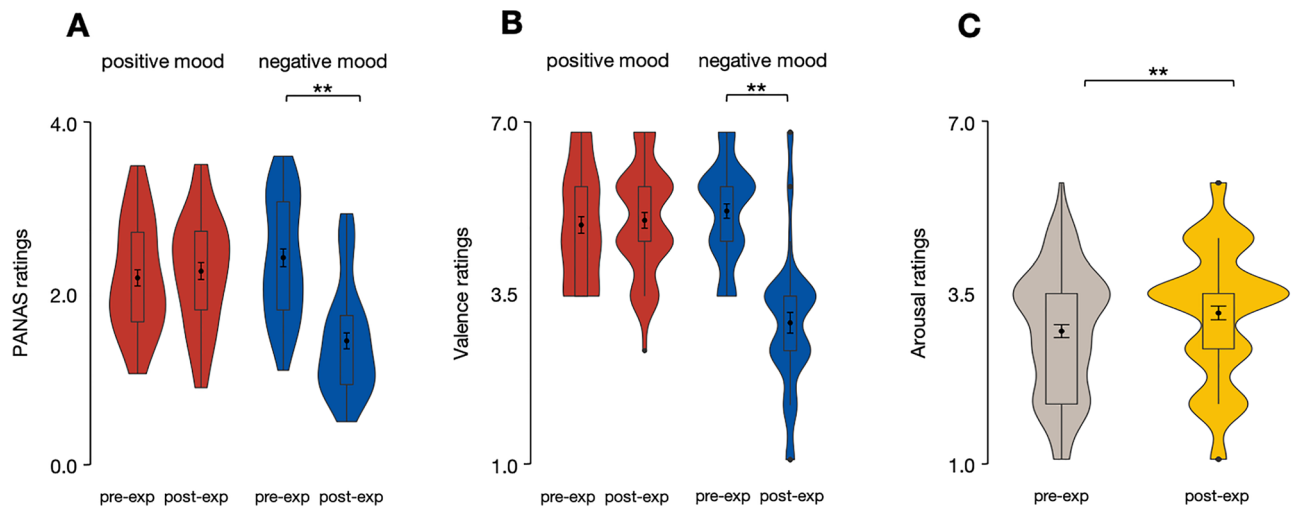 A
B
C
positive mood negative mood
positive mood negative mood
**
**
**
4.0
2.0
0.0
PANAS ratings
pre-exp post-exp pre-exp post-exp
7.0
3.5
1.0
Valence ratings
pre-exp post-exp pre-exp post-exp
7.0
3.5
1.0
Arousal ratings
pre-exp post-exp